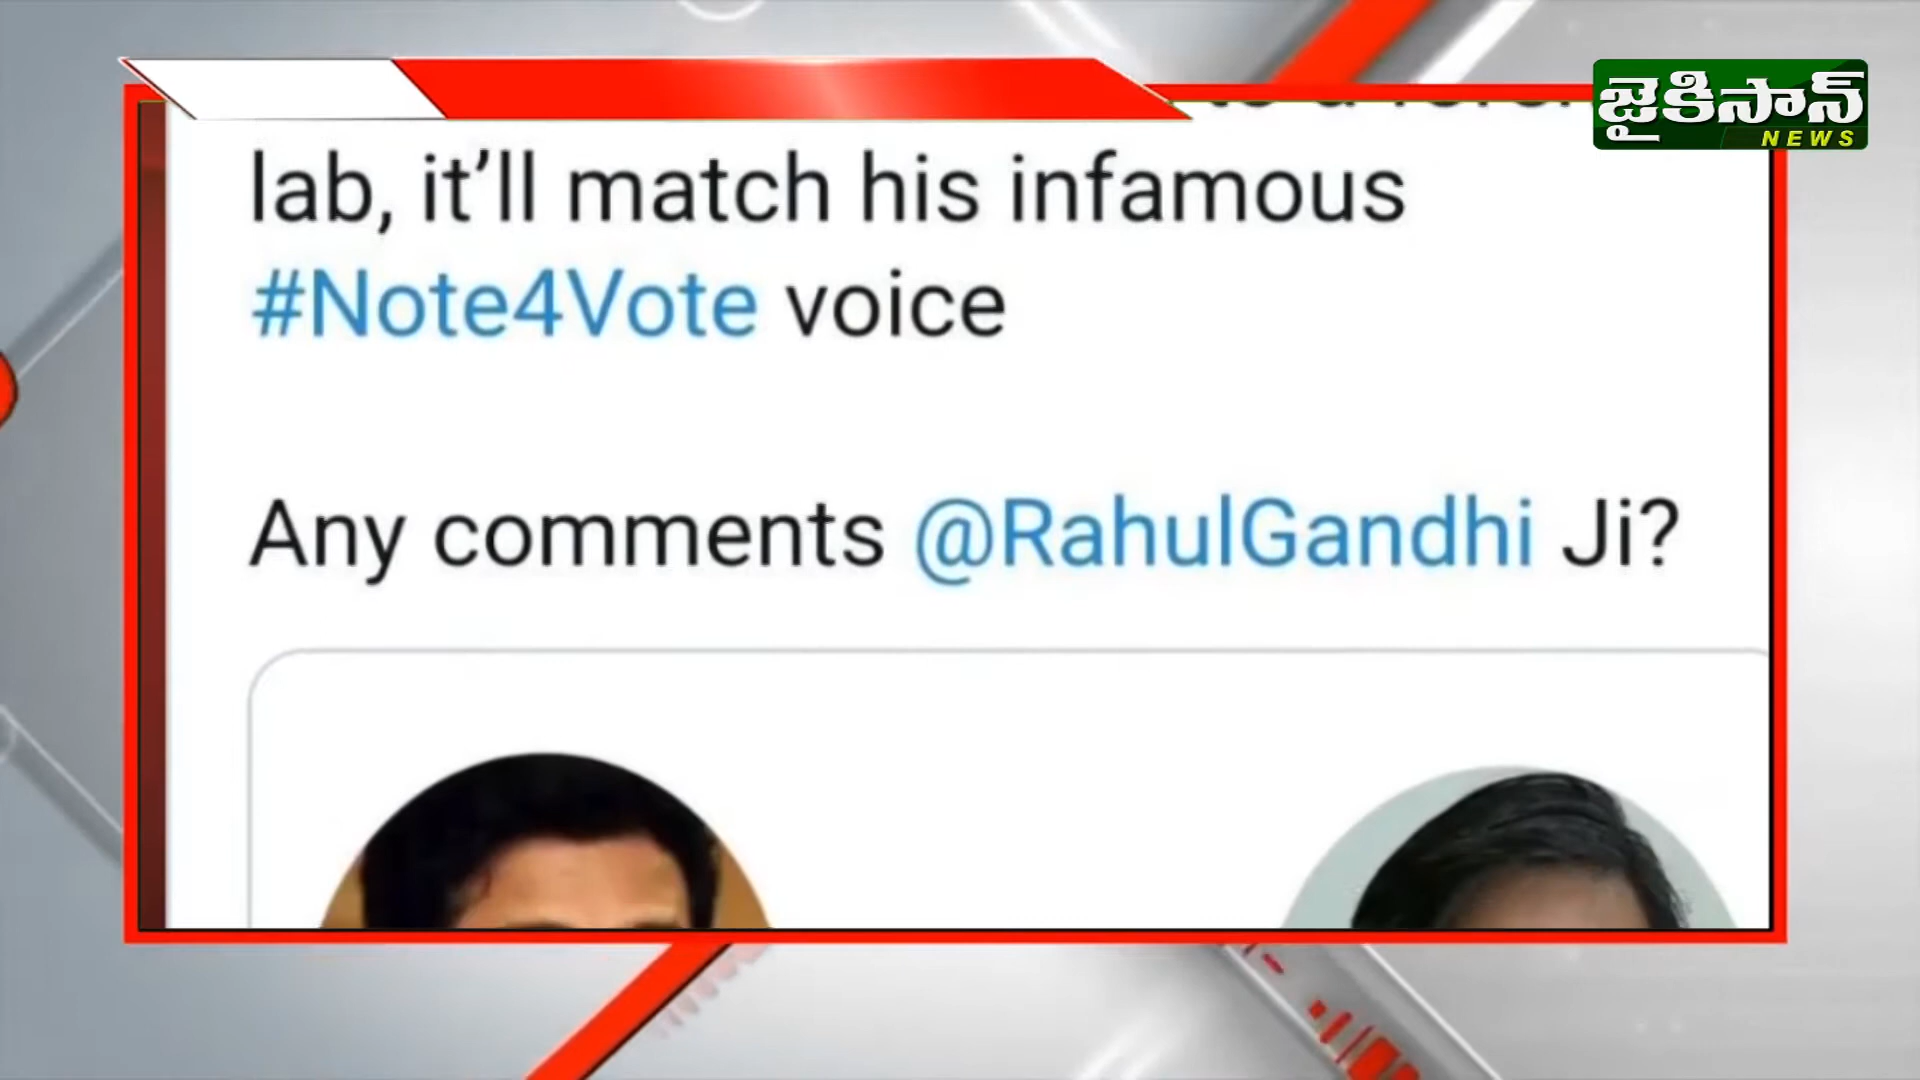 జైకిసాన్
NEWS
lab, it’ll match his infamous
#Note4Vote voice
Any comments @RahulGandhi Ji?